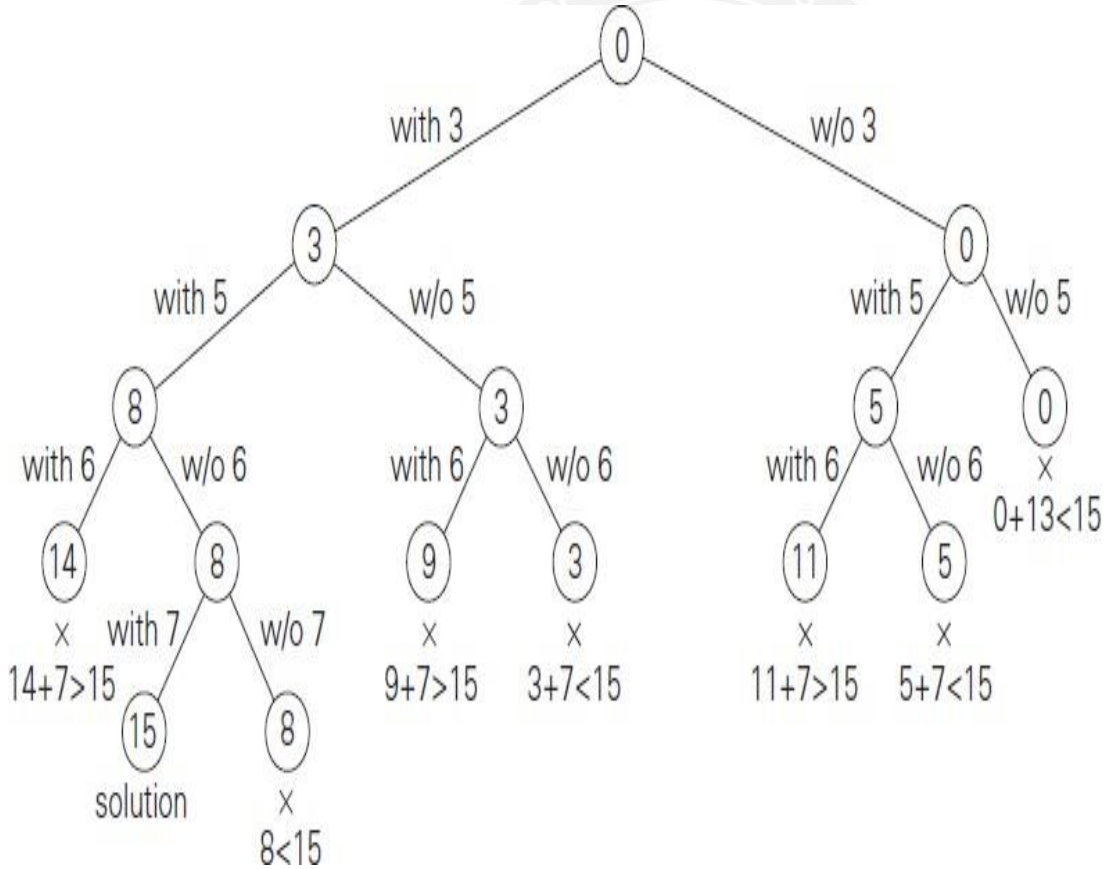 0
with 3
w/o 3
3
0
with 5
w/o 5
with 5
w/o 5
8
3
5
0
with 6
w/o 6
with 6
w/o 6
with 6
w/o 6
×
0+13<15
14
8
9
3
11
5
×
with 7
w/o 7
×
×
×
×
14+7>15
9+7>15
3+7<15
11+7>15
5+7<15
15
8
solution
×
8<15